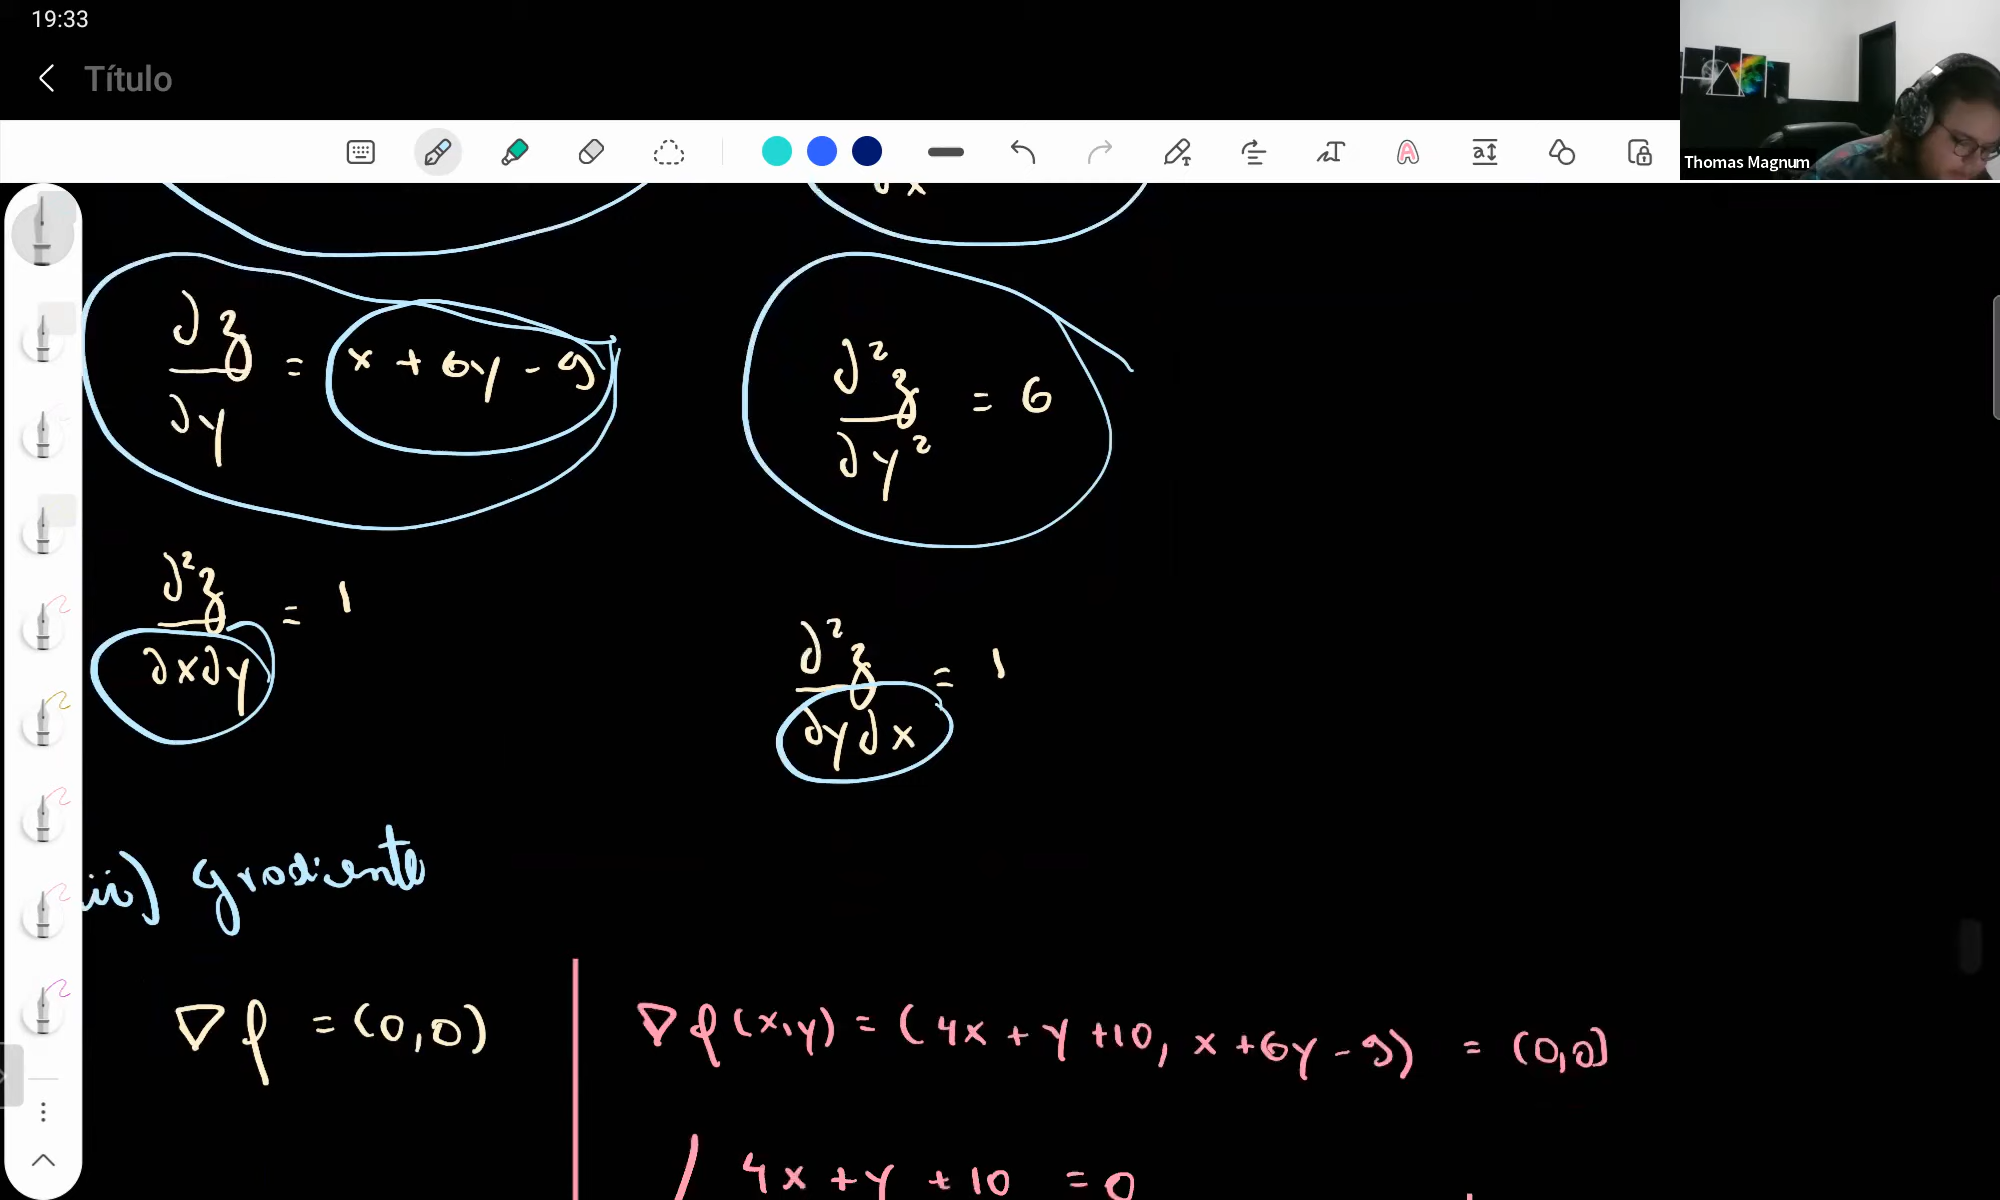 19:33
Título
Thomas Magnum
∂x
∂z/∂y = x + 6y - 9
∂²z/∂y² = 6
∂²z/∂x∂y = 1
∂²z/∂y∂x = 1
iii) gradiente
∇f = (0,0)
∇f(x,y) = (4x + y + 10, x + 6y - 9) = (0,0)
4x + y + 10 = 0